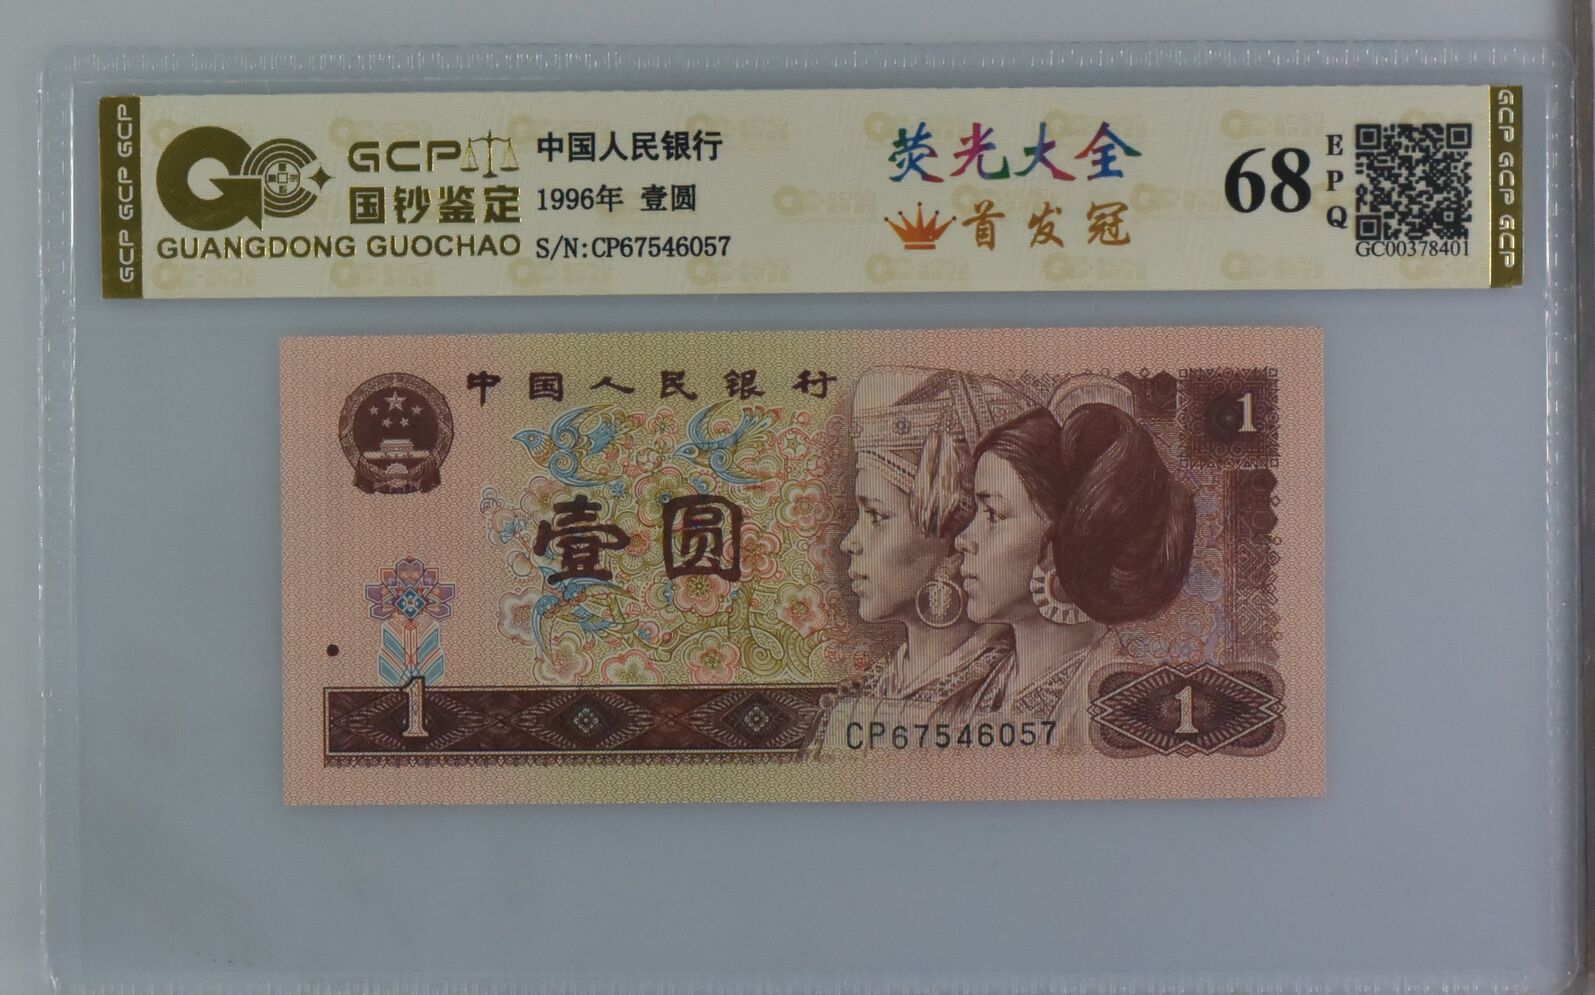 GCP GCP GCP
GCP
国钞鉴定
GUANGDONG GUOCHAO
中国人民银行
1996年 壹圆
S/N:CP67546057
荧光大全
首发冠
68
EPQ
GC00378401
GCP GCP GCP
中国人民银行
1
壹圆
1
CP67546057
1